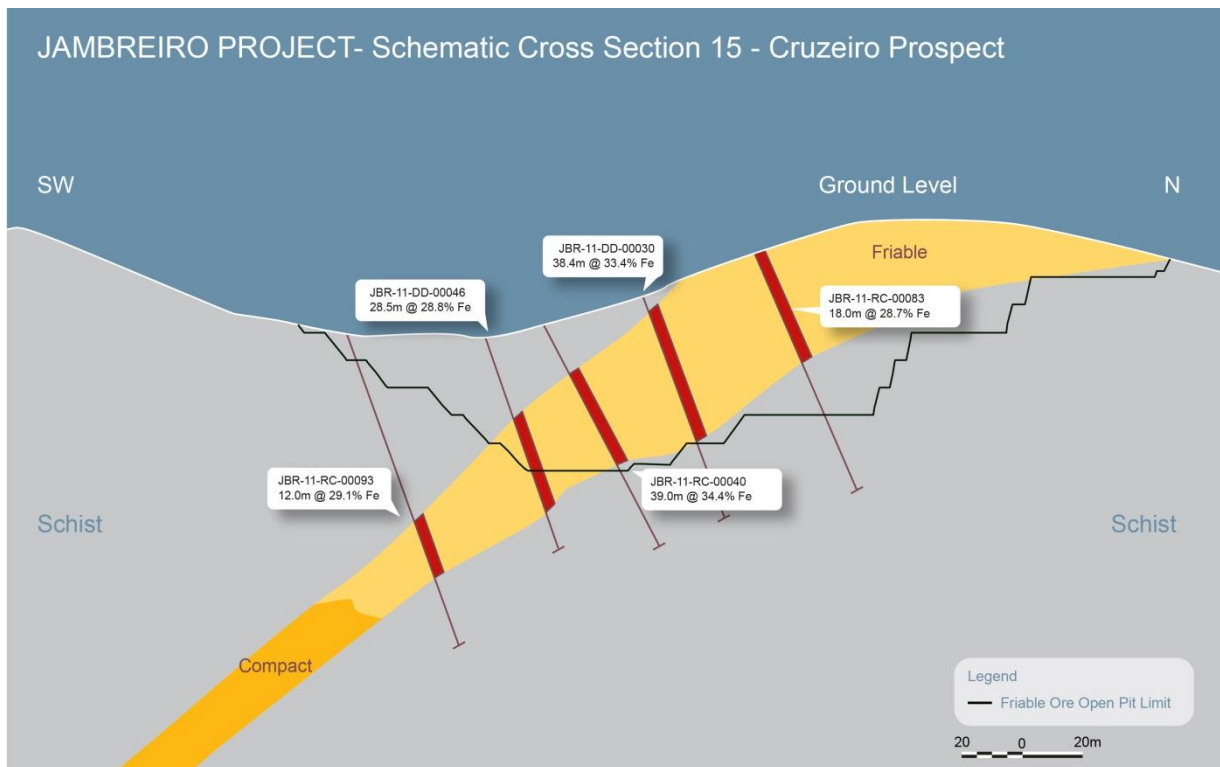 JAMBREIRO PROJECT- Schematic Cross Section 15 - Cruzeiro Prospect
SW
Ground Level
N
JBR-11-DD-00030
38.4m @ 33.4% Fe
Friable
JBR-11-DD-00046
28.5m @ 28.8% Fe
JBR-11-RC-00083
18.0m @ 28.7% Fe
JBR-11-RC-00093
12.0m @ 29.1% Fe
JBR-11-RC-00040
39.0m @ 34.4% Fe
Schist
Schist
Compact
Legend
Friable Ore Open Pit Limit
20 0 20m